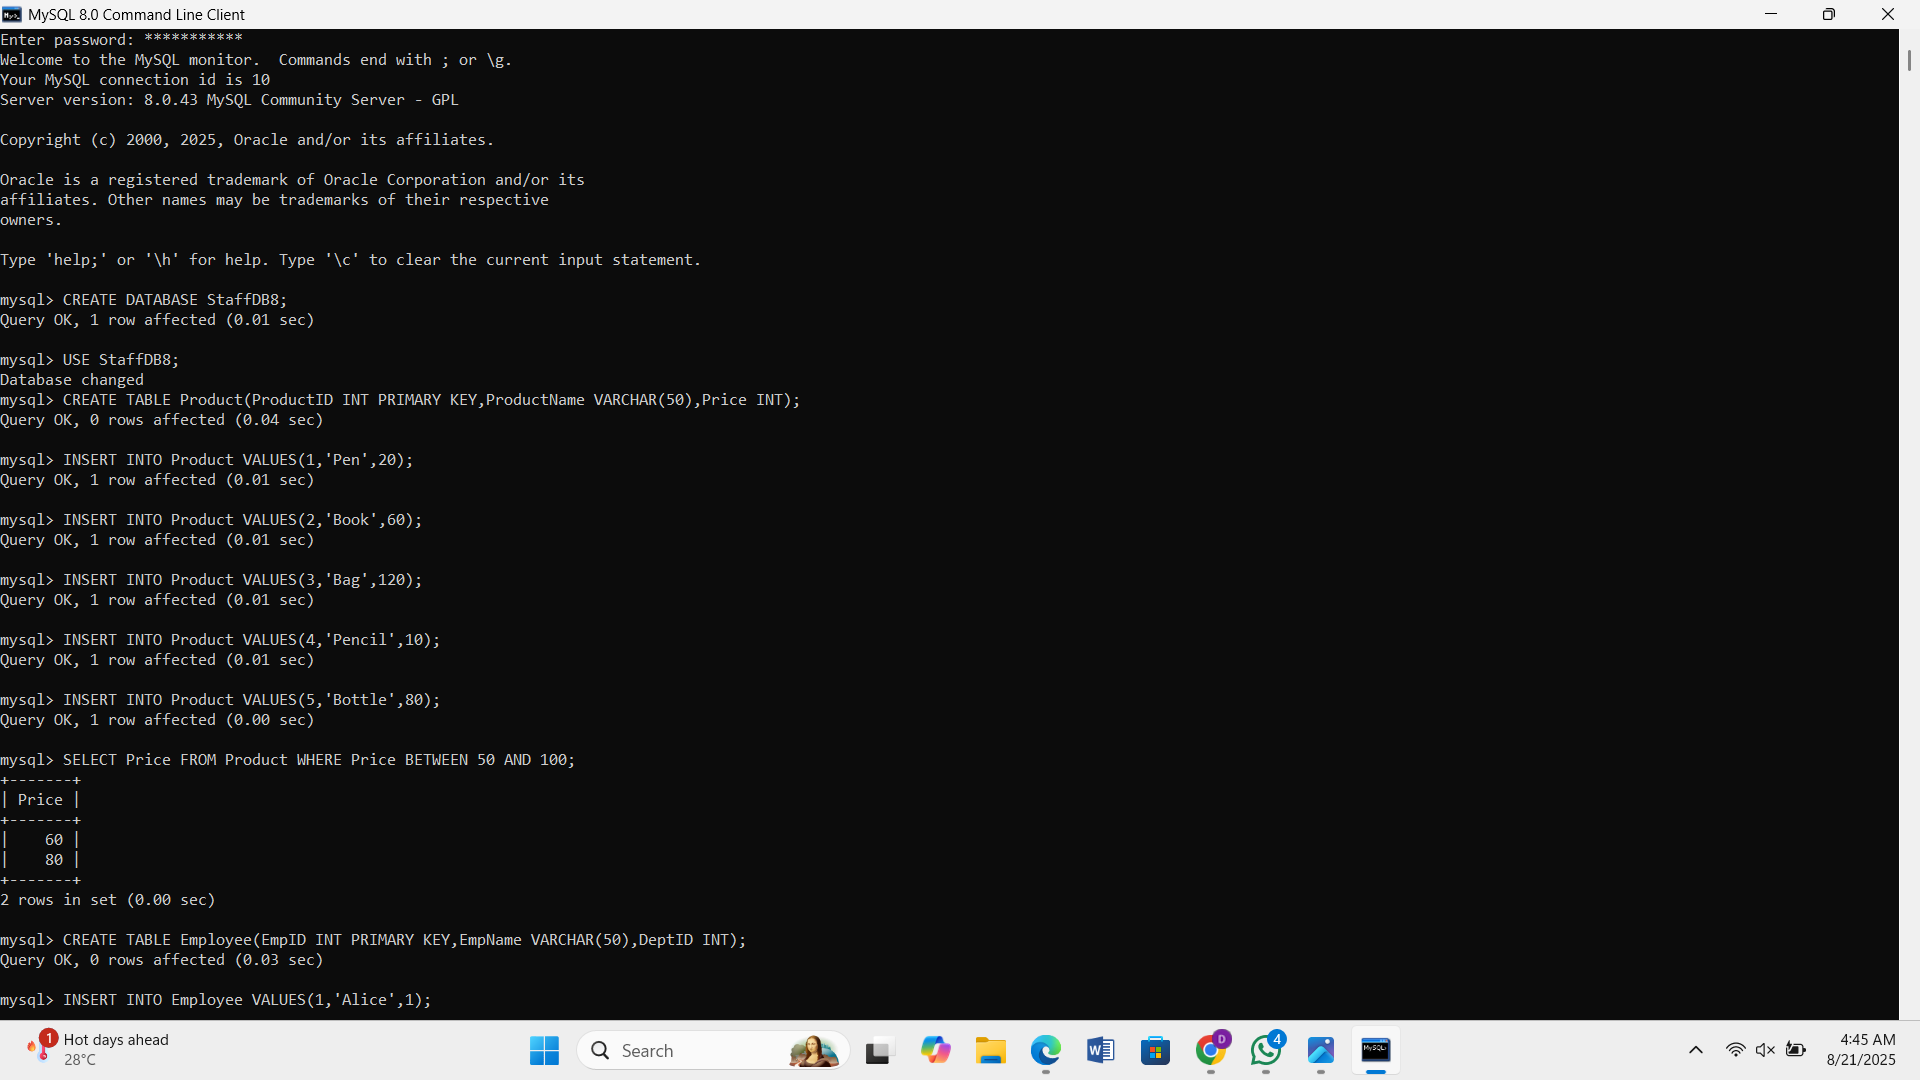 MySQL 8.0 Command Line Client
Enter password: ***********
Welcome to the MySQL monitor.  Commands end with ; or \g.
Your MySQL connection id is 10
Server version: 8.0.43 MySQL Community Server - GPL
Copyright (c) 2000, 2025, Oracle and/or its affiliates.
Oracle is a registered trademark of Oracle Corporation and/or its
affiliates. Other names may be trademarks of their respective
owners.
Type 'help;' or '\h' for help. Type '\c' to clear the current input statement.
mysql> CREATE DATABASE StaffDB8;
Query OK, 1 row affected (0.01 sec)
mysql> USE StaffDB8;
Database changed
mysql> CREATE TABLE Product(ProductID INT PRIMARY KEY,ProductName VARCHAR(50),Price INT);
Query OK, 0 rows affected (0.04 sec)
mysql> INSERT INTO Product VALUES(1,'Pen',20);
Query OK, 1 row affected (0.01 sec)
mysql> INSERT INTO Product VALUES(2,'Book',60);
Query OK, 1 row affected (0.01 sec)
mysql> INSERT INTO Product VALUES(3,'Bag',120);
Query OK, 1 row affected (0.01 sec)
mysql> INSERT INTO Product VALUES(4,'Pencil',10);
Query OK, 1 row affected (0.01 sec)
mysql> INSERT INTO Product VALUES(5,'Bottle',80);
Query OK, 1 row affected (0.00 sec)
mysql> SELECT Price FROM Product WHERE Price BETWEEN 50 AND 100;
+-------+
| Price |
+-------+
|    60 |
|    80 |
+-------+
2 rows in set (0.00 sec)
mysql> CREATE TABLE Employee(EmpID INT PRIMARY KEY,EmpName VARCHAR(50),DeptID INT);
Query OK, 0 rows affected (0.03 sec)
mysql> INSERT INTO Employee VALUES(1,'Alice',1);
1
Hot days ahead
28°C
Search
W
D
4
MySQL
4:45 AM
8/21/2025